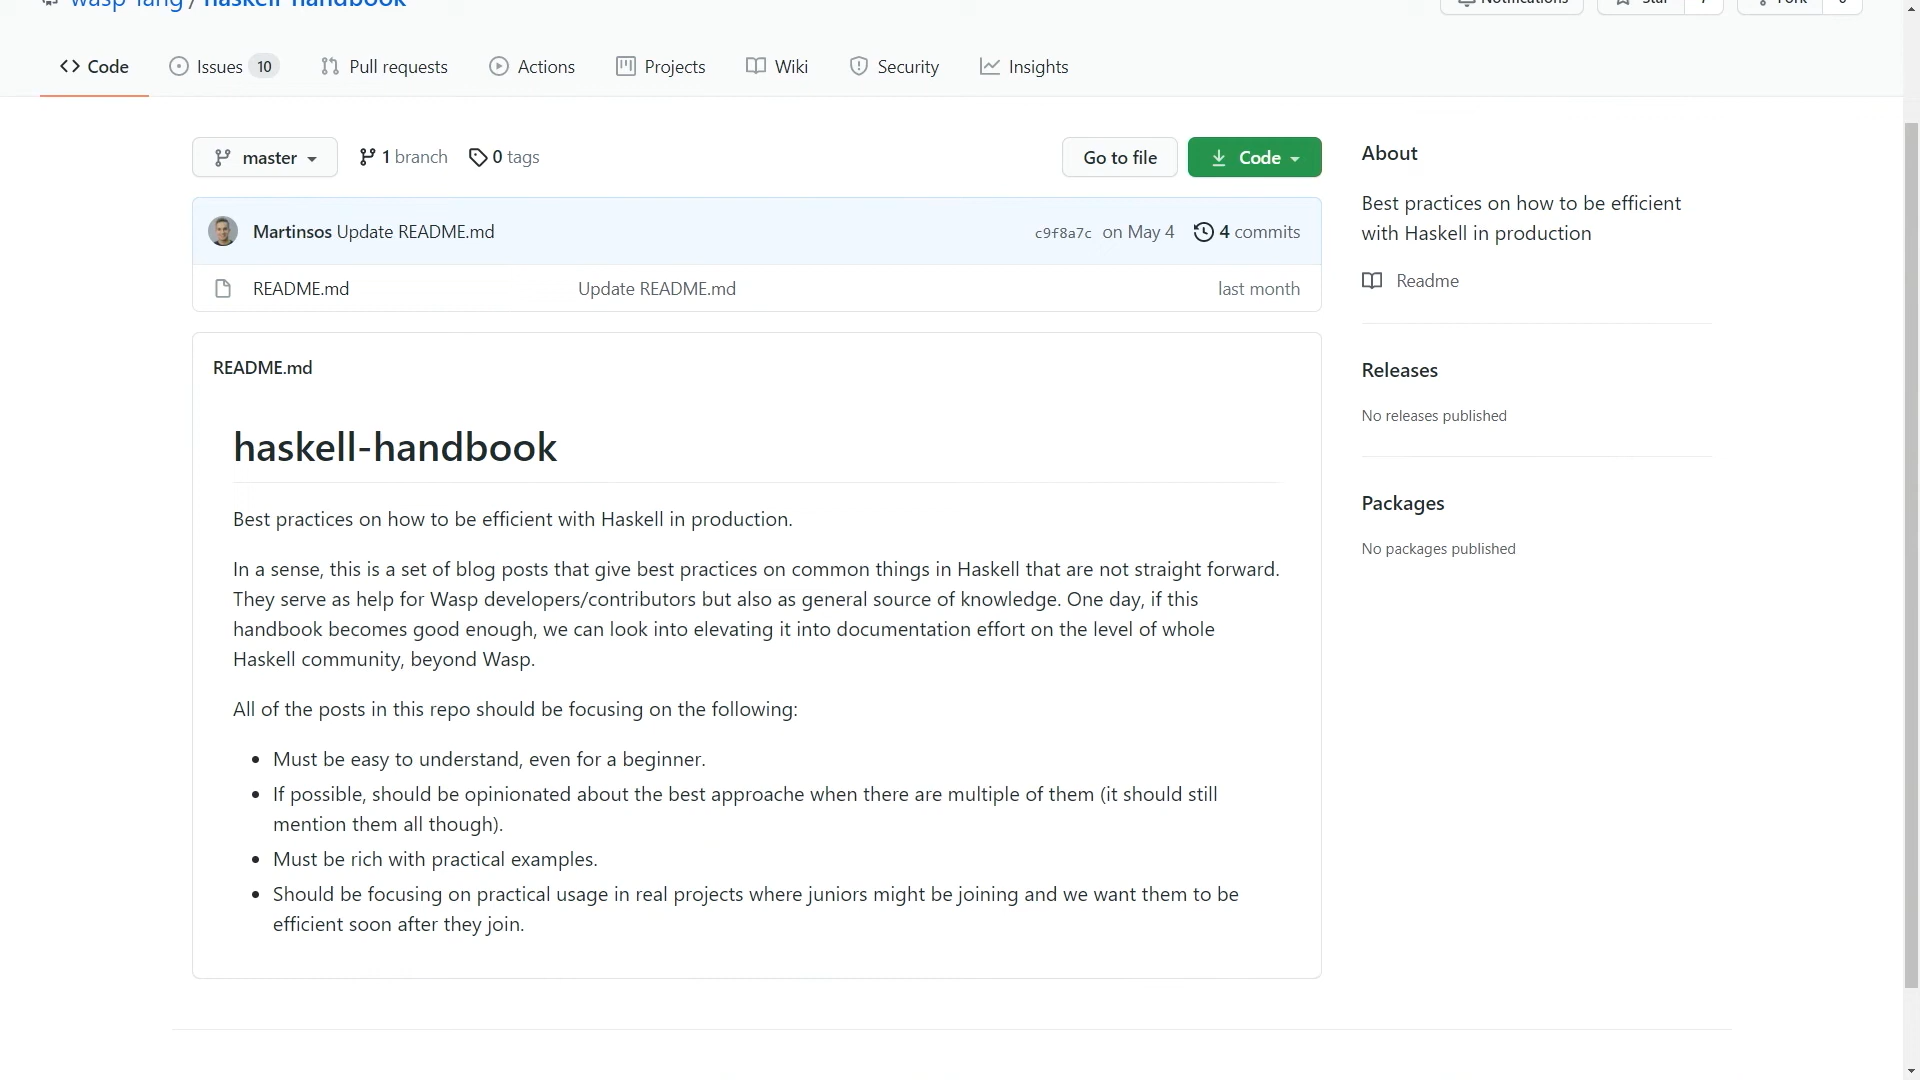 wasp-lang / haskell-handbook
Notifications Star 7 Fork 0
Code Issues 10 Pull requests Actions Projects Wiki Security Insights
master 1 branch 0 tags Go to file Code
Martinsos Update README.md c9f8a7c on May 4 4 commits
README.md Update README.md last month
README.md
haskell-handbook
Best practices on how to be efficient with Haskell in production.
In a sense, this is a set of blog posts that give best practices on common things in Haskell that are not straight forward.
They serve as help for Wasp developers/contributors but also as general source of knowledge. One day, if this
handbook becomes good enough, we can look into elevating it into documentation effort on the level of whole
Haskell community, beyond Wasp.
All of the posts in this repo should be focusing on the following:
• Must be easy to understand, even for a beginner.
• If possible, should be opinionated about the best approache when there are multiple of them (it should still
mention them all though).
• Must be rich with practical examples.
• Should be focusing on practical usage in real projects where juniors might be joining and we want them to be
efficient soon after they join.
About
Best practices on how to be efficient
with Haskell in production
Readme
Releases
No releases published
Packages
No packages published